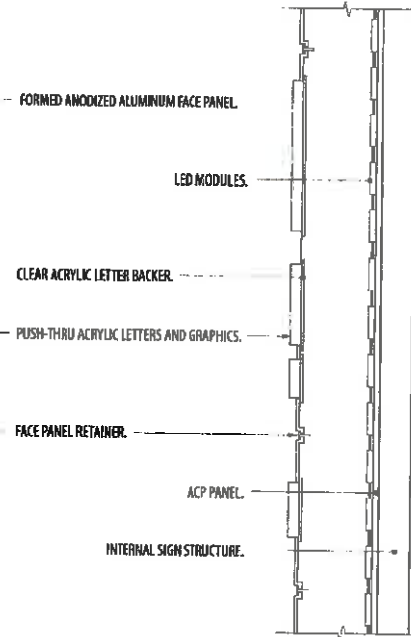 FORMED ANODIZED ALUMINUM FACE PANEL.
LED MODULES.
CLEAR ACRYLIC LETTER BACKER.
PUSH-THRU ACRYLIC LETTERS AND GRAPHICS.
FACE PANEL RETAINER.
ACP PANEL.
INTERNAL SIGN STRUCTURE.